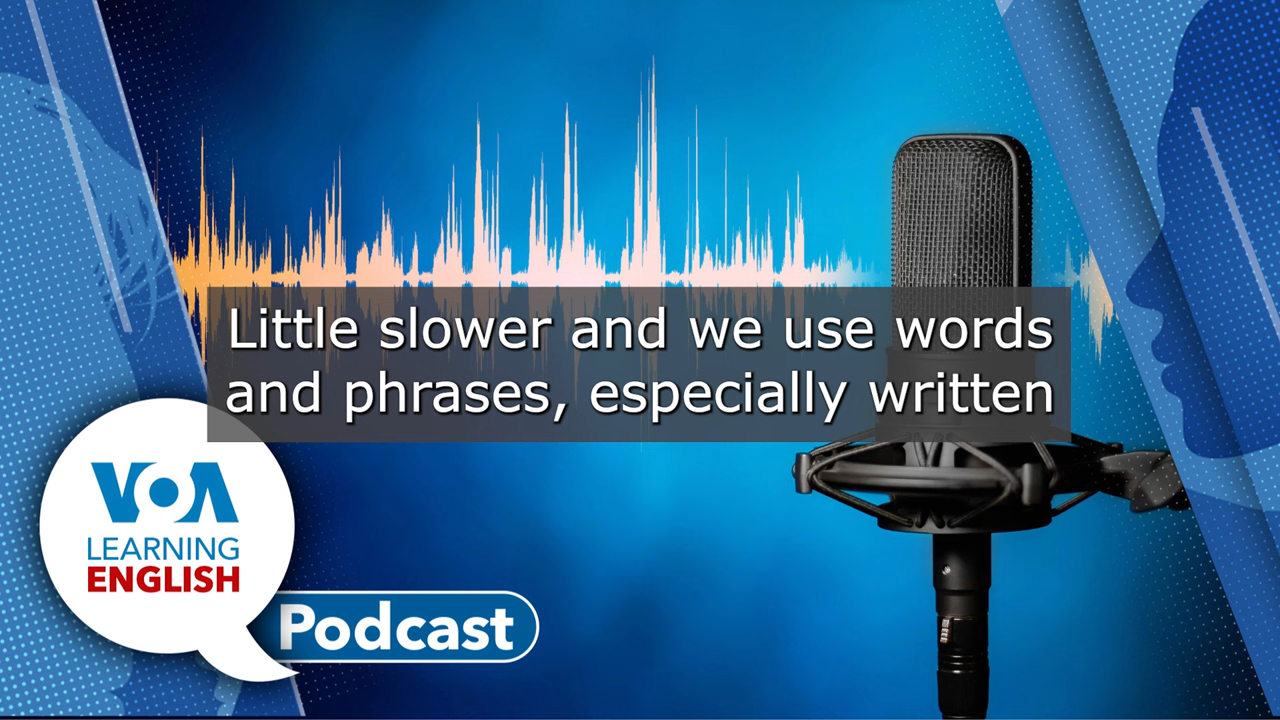 Little slower and we use words
and phrases, especially written
VOA
LEARNING
ENGLISH
Podcast